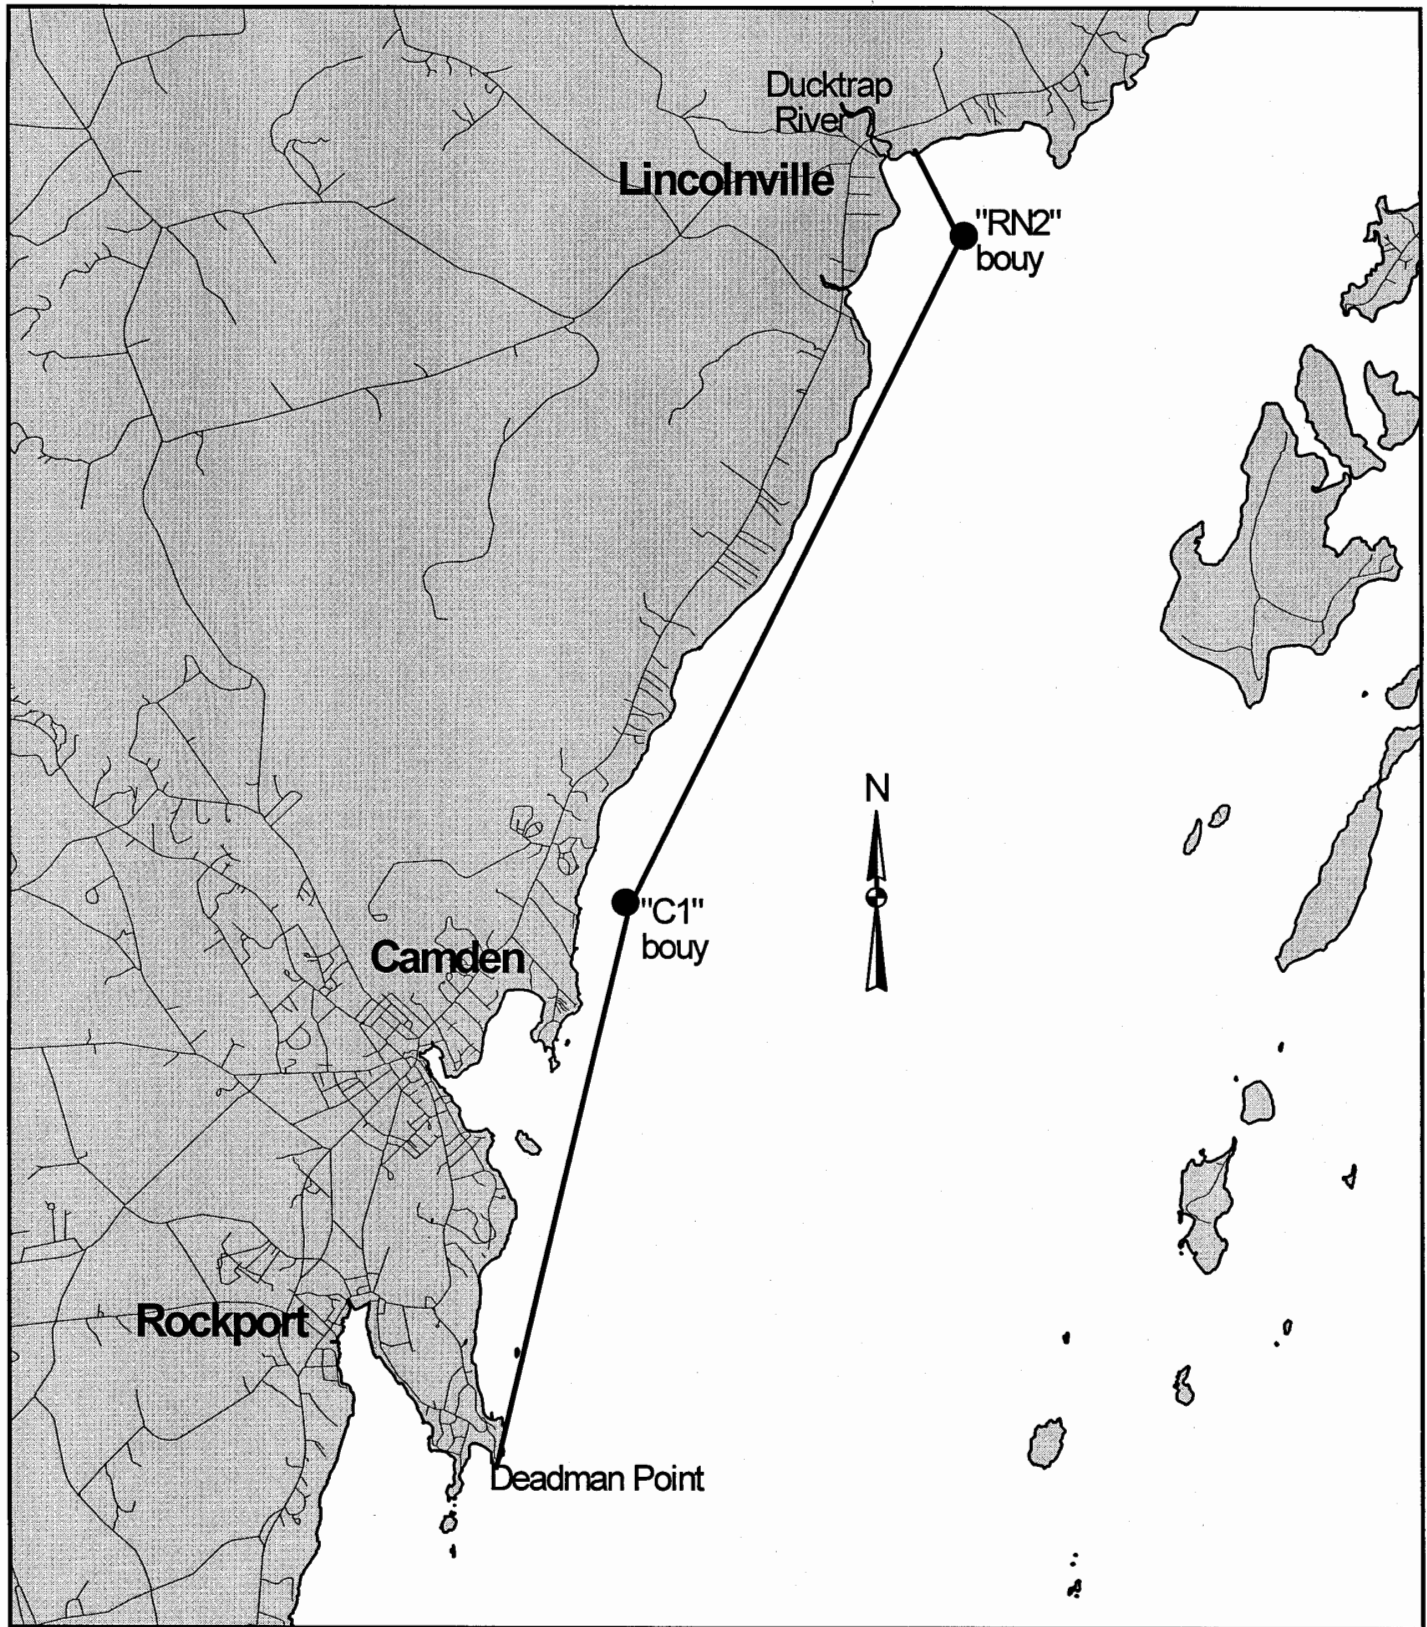 Ducktrap
River
Lincolnville
"RN2"
bouy
N
"C1"
bouy
Camden
Rockport
Deadman Point